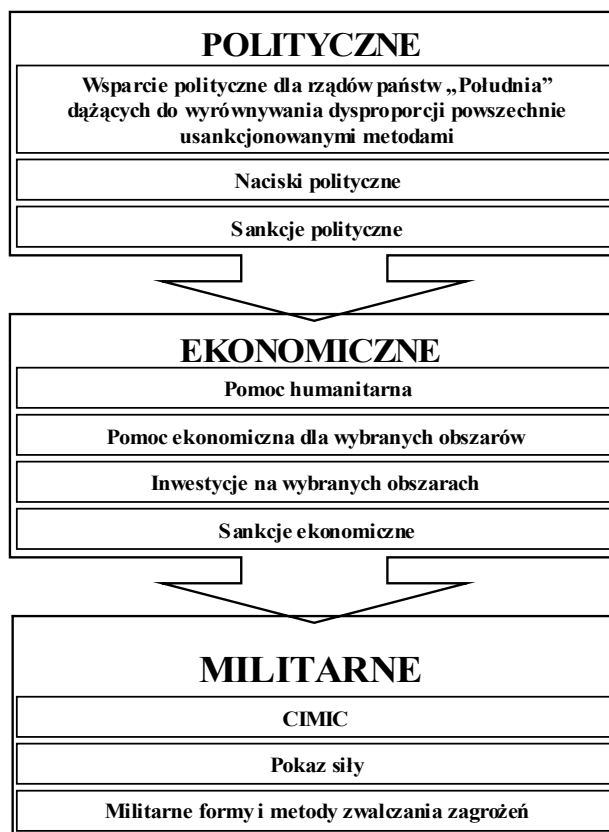 POLITYCZNE
Wsparcie polityczne dla rządów państw „Południa”
dążących do wyrównywania dysproporcji powszechnie
usankcjonowanymi metodami
Naciski polityczne
Sankcje polityczne
EKONOMICZNE
Pomoc humanitarna
Pomoc ekonomiczna dla wybranych obszarów
Inwestycje na wybranych obszarach
Sankcje ekonomiczne
MILITARNE
CIMIC
Pokaz siły
Militarne formy i metody zwalczania zagrożeń